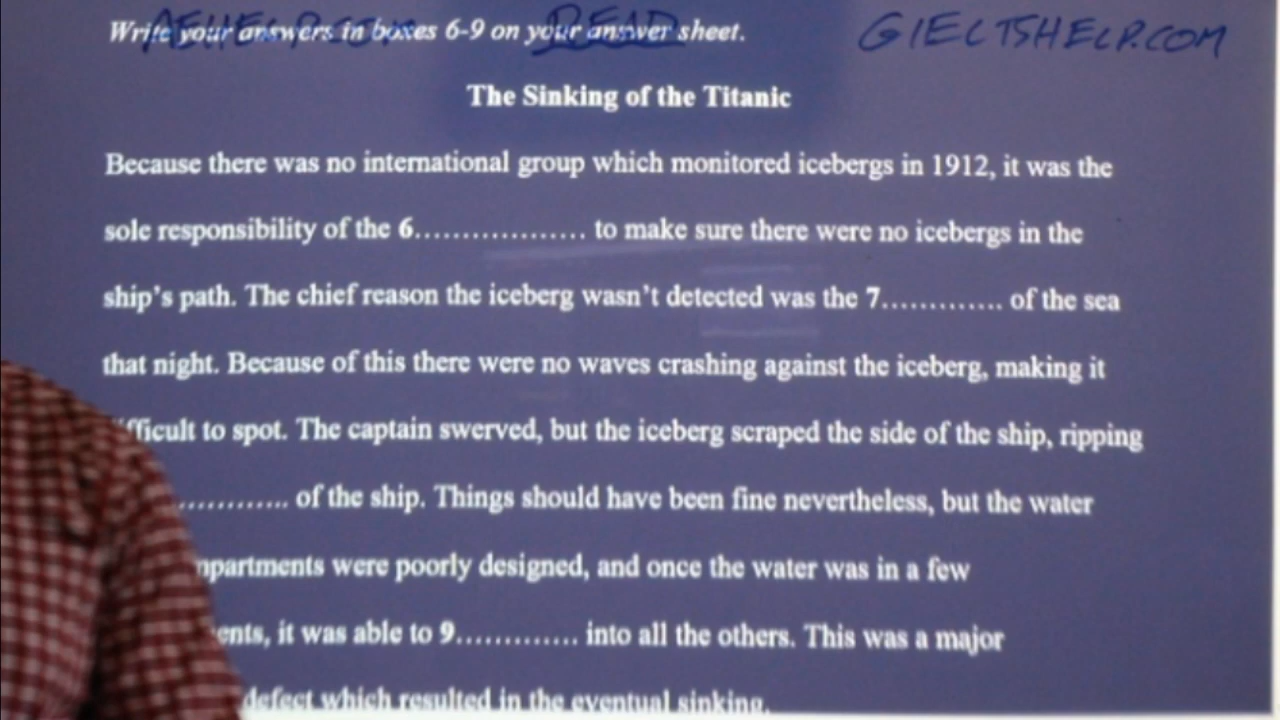 Write your answers in boxes 6-9 on your answer sheet.
AEHELP.COM READ GIELTSHELP.COM
The Sinking of the Titanic
Because there was no international group which monitored icebergs in 1912, it was the
sole responsibility of the 6.................. to make sure there were no icebergs in the
ship's path. The chief reason the iceberg wasn't detected was the 7............. of the sea
that night. Because of this there were no waves crashing against the iceberg, making it
to spot. The captain swerved, but the iceberg scraped the side of the ship, ripping
............ of the ship. Things should have been fine nevertheless, but the water
were poorly designed, and once the water was in a few
it was able to 9............. into all the others. This was a major
defect which resulted in the eventual sinking.